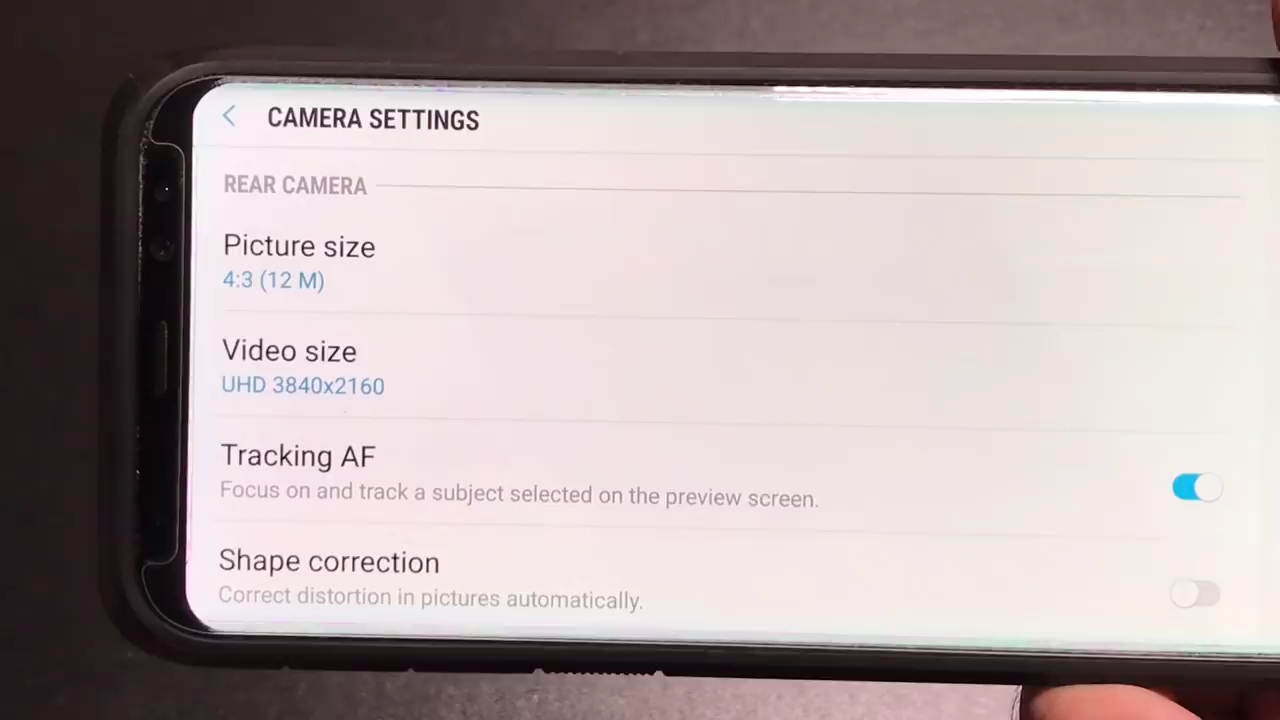 CAMERA SETTINGS
REAR CAMERA
Picture size
4:3 (12 M)
Video size
UHD 3840x2160
Tracking AF
Focus on and track a subject selected on the preview screen.
Shape correction
Correct distortion in pictures automatically.